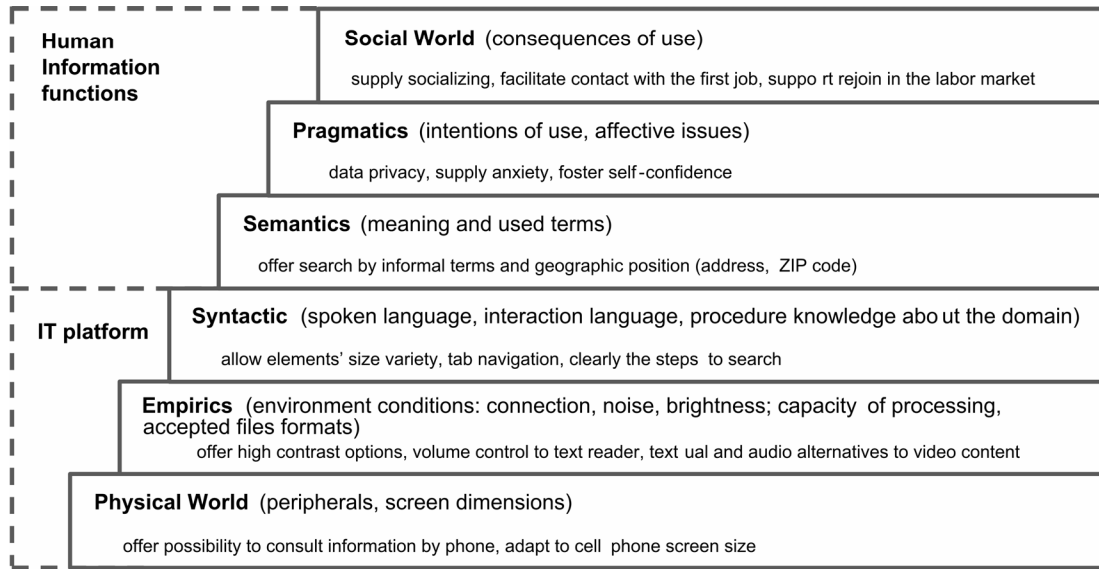 Human
Information
functions
Social World (consequences of use)
supply socializing, facilitate contact with the first job, suppo rt rejoin in the labor market
Pragmatics (intentions of use, affective issues)
data privacy, supply anxiety, foster self-confidence
Semantics (meaning and used terms)
offer search by informal terms and geographic position (address, ZIP code)
IT platform
Syntactic (spoken language, interaction language, procedure knowledge abo ut the domain)
allow elements' size variety, tab navigation, clearly the steps to search
Empirics (environment conditions: connection, noise, brightness; capacity of processing,
accepted files formats)
offer high contrast options, volume control to text reader, text ual and audio alternatives to video content
Physical World (peripherals, screen dimensions)
offer possibility to consult information by phone, adapt to cell phone screen size